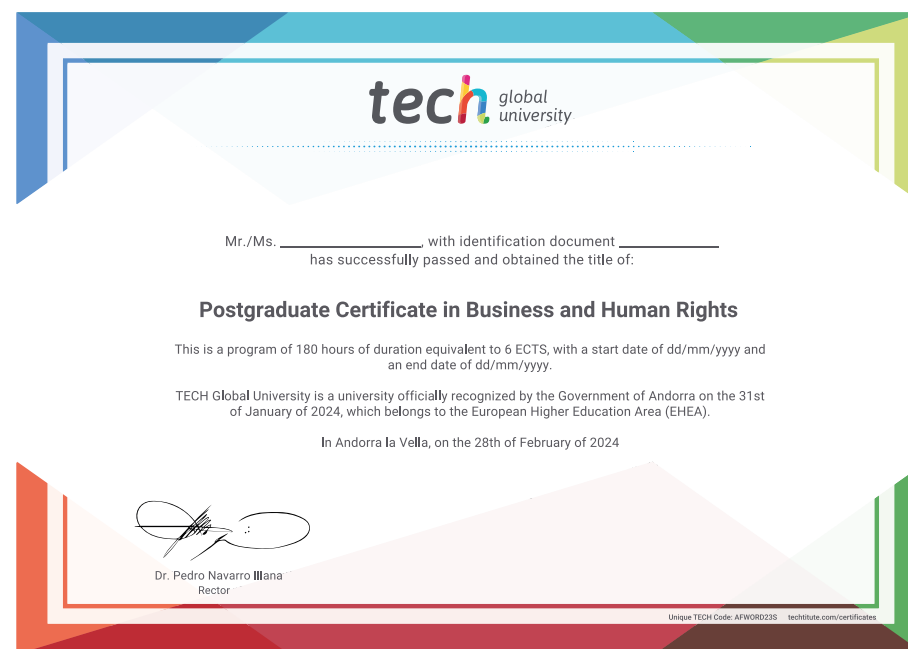 tech global university
Mr./Ms. ____________________, with identification document ______________
has successfully passed and obtained the title of:
Postgraduate Certificate in Business and Human Rights
This is a program of 180 hours of duration equivalent to 6 ECTS, with a start date of dd/mm/yyyy and
an end date of dd/mm/yyyy.
TECH Global University is a university officially recognized by the Government of Andorra on the 31st
of January of 2024, which belongs to the European Higher Education Area (EHEA).
In Andorra la Vella, on the 28th of February of 2024
Dr. Pedro Navarro Illana
Rector
Unique TECH Code: AFWORD23S techtitute.com/certificates